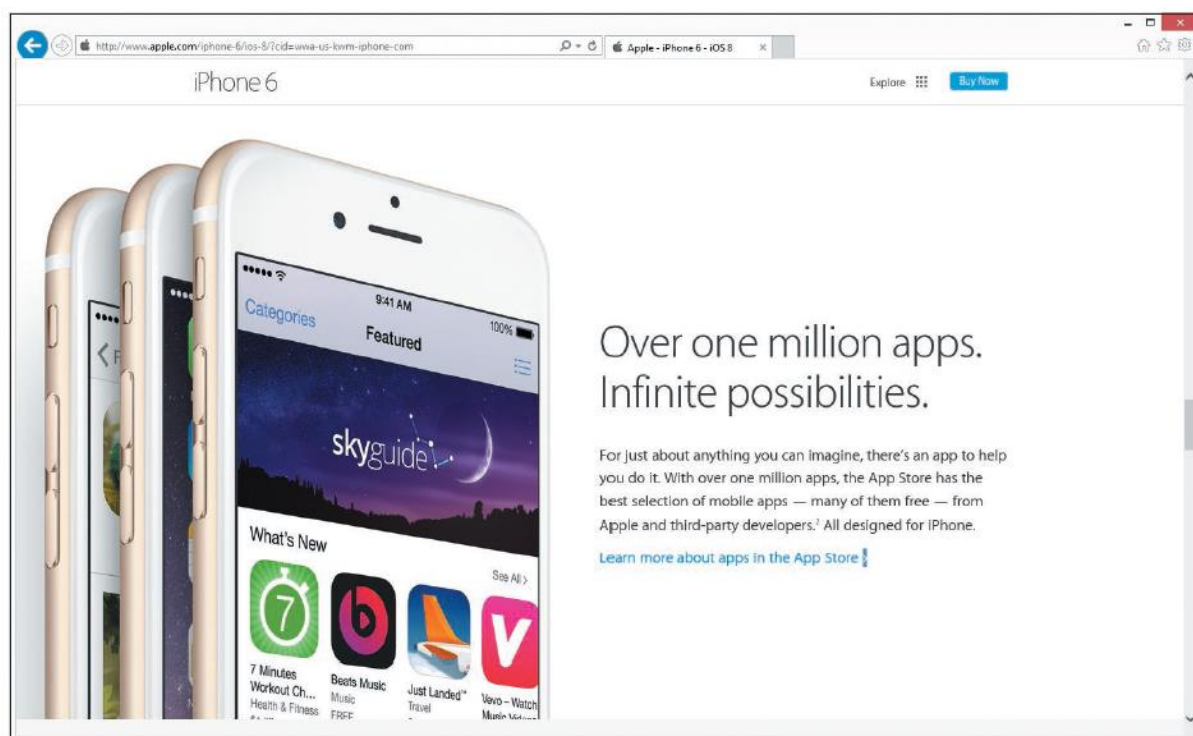 http://www.apple.com/iphone-6/ios-8/?cid=wwa-us-kwm-iphone-com
Apple - iPhone 6 - iOS 8
iPhone 6
Explore
Buy Now
9:41 AM
100%
Categories
Featured
skyguide
Over one million apps.
Infinite possibilities.
For just about anything you can imagine, there's an app to help
you do it. With over one million apps, the App Store has the
best selection of mobile apps — many of them free — from
Apple and third-party developers.² All designed for iPhone.
Learn more about apps in the App Store
What's New
See All >
7
b
V
7 Minutes
Workout Ch...
Health & Fitness
Beats Music
Music
FREE
Just Landed™
Travel
Vevo – Watch
Music Videos